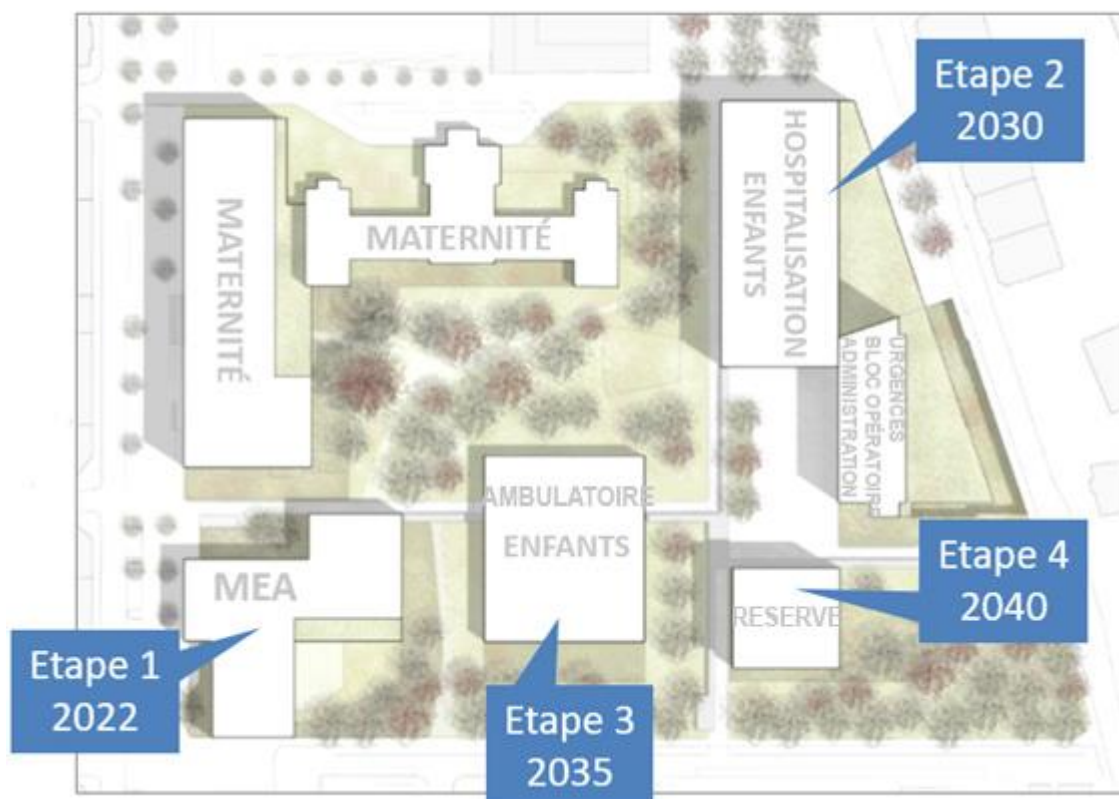 Etape 2
2030
HOSPITALISATION
ENFANTS
MATERNITÉ
MATERNITÉ
URGENCES
BLOC OPÉRATOIRE
ADMINISTRATION
AMBULATOIRE
ENFANTS
MEA
RESERVE
Etape 4
2040
Etape 1
2022
Etape 3
2035